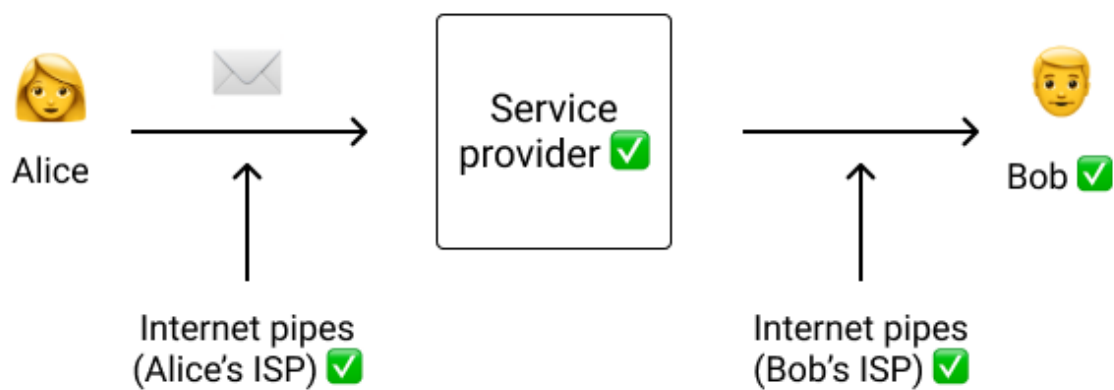 Alice
Service
provider ✅
Bob ✅
Internet pipes
(Alice’s ISP) ✅
Internet pipes
(Bob’s ISP) ✅